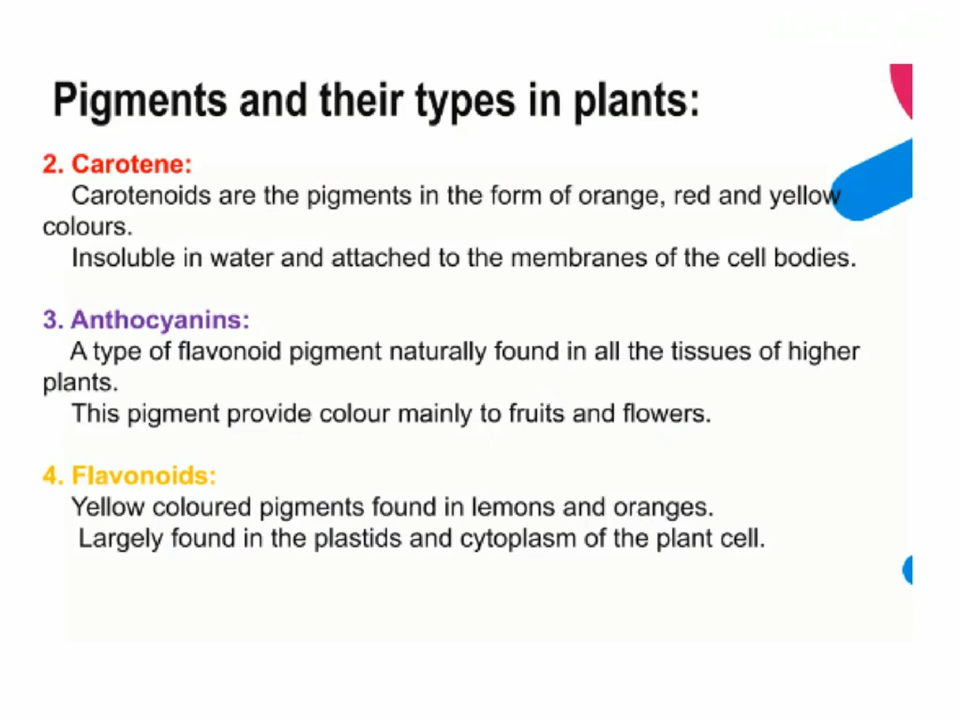 Pigments and their types in plants:
2. Carotene:
Carotenoids are the pigments in the form of orange, red and yellow
colours.
Insoluble in water and attached to the membranes of the cell bodies.
3. Anthocyanins:
A type of flavonoid pigment naturally found in all the tissues of higher
plants.
This pigment provide colour mainly to fruits and flowers.
4. Flavonoids:
Yellow coloured pigments found in lemons and oranges.
Largely found in the plastids and cytoplasm of the plant cell.